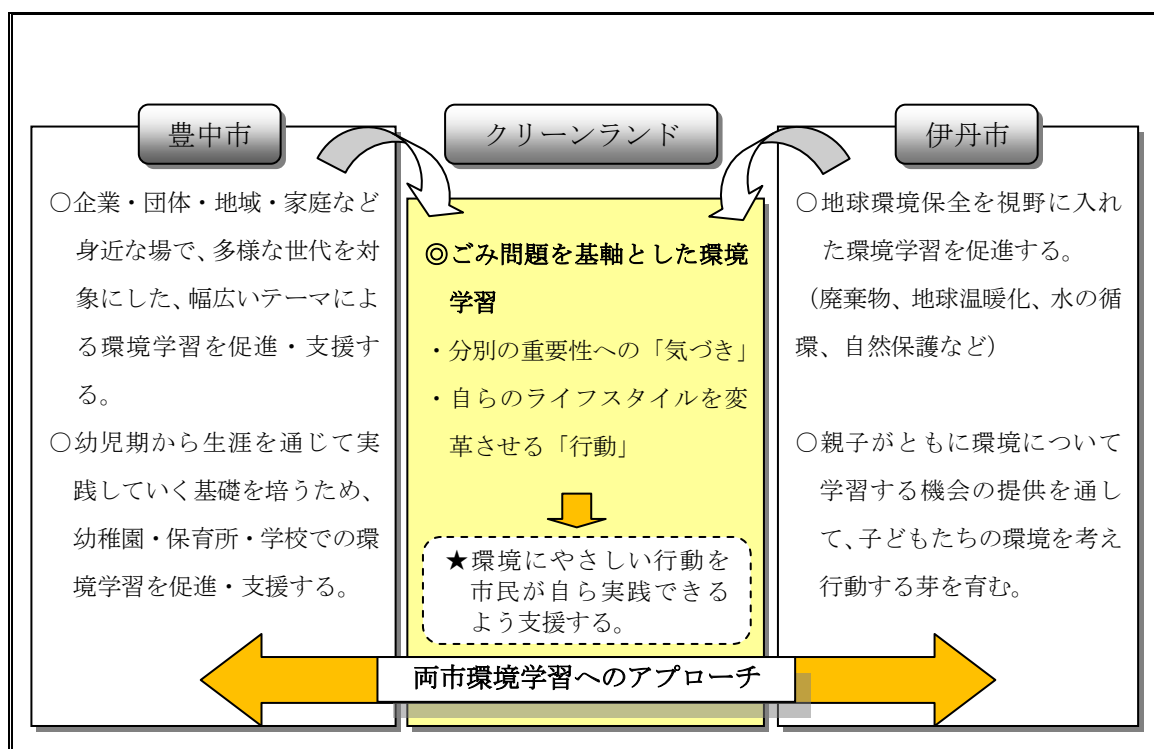 豊中市
○企業・団体・地域・家庭など
身近な場で、多様な世代を対
象にした、幅広いテーマによ
る環境学習を促進・支援す
る。
○幼児期から生涯を通じて実
践していく基礎を培うため、
幼稚園・保育所・学校での環
境学習を促進・支援する。
クリーンランド
◎ごみ問題を基軸とした環境
学習
・分別の重要性への「気づき」
・自らのライフスタイルを変
革させる「行動」
★環境にやさしい行動を
市民が自ら実践できる
よう支援する。
伊丹市
○地球環境保全を視野に入れ
た環境学習を促進する。
（廃棄物、地球温暖化、水の循
環、自然保護など）
○親子がともに環境について
学習する機会の提供を通し
て、子どもたちの環境を考え
行動する芽を育む。
両市環境学習へのアプローチ